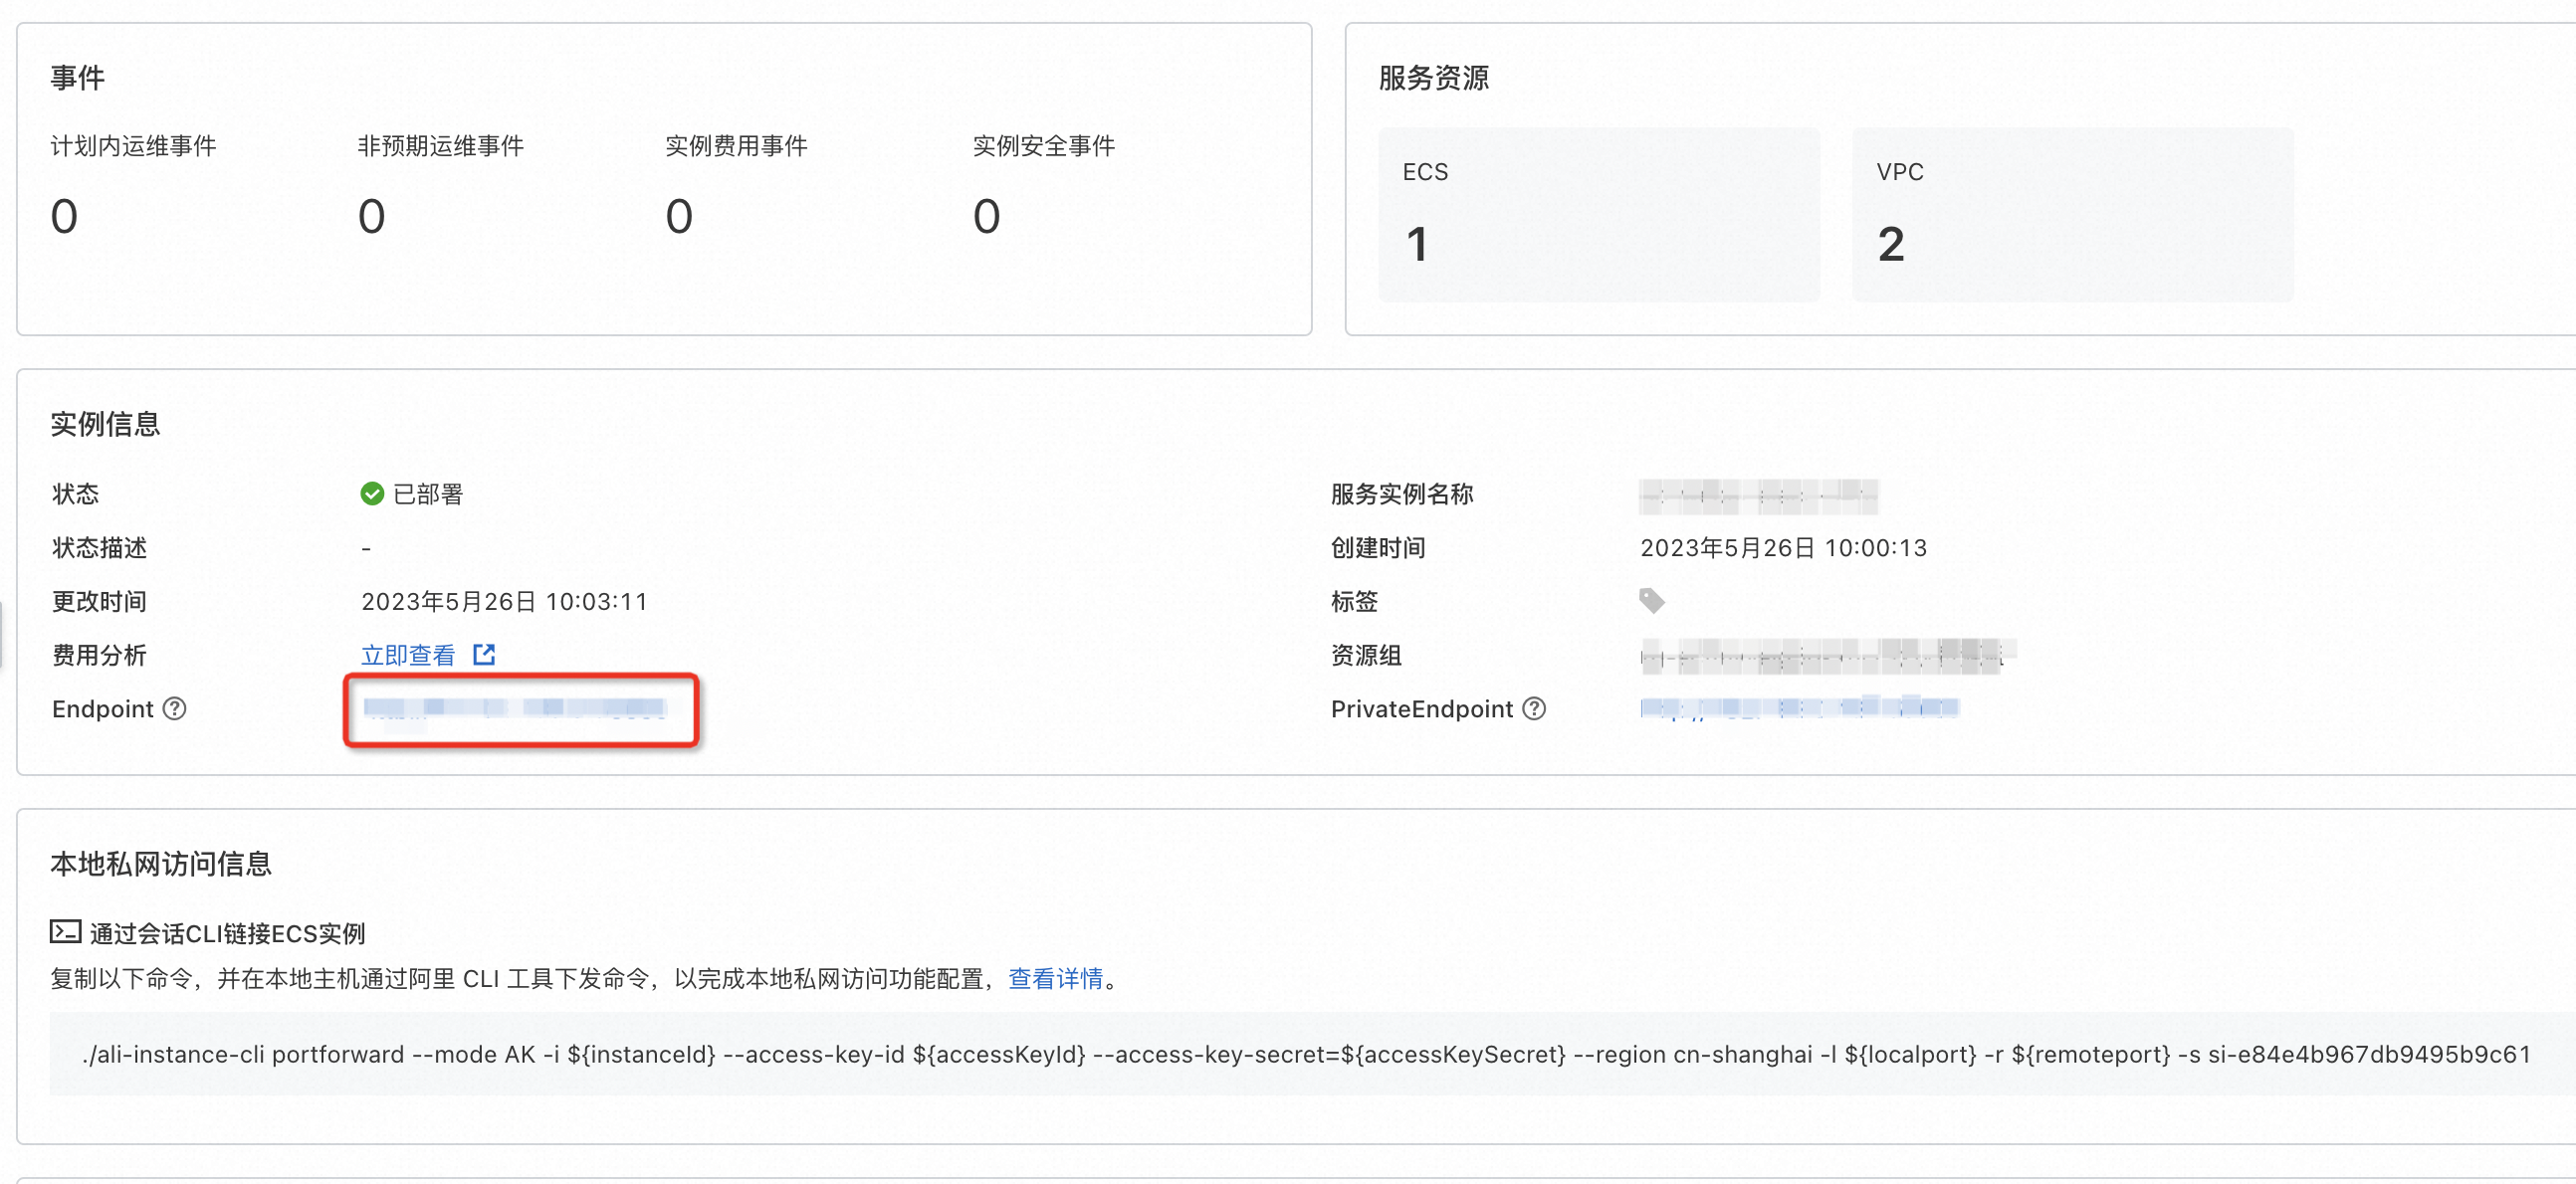 事件
计划内运维事件 非预期运维事件 实例费用事件 实例安全事件
0 0 0 0
服务资源
ECS VPC
1 2
实例信息
状态 已部署
服务实例名称
状态描述 -
创建时间 2023年5月26日 10:00:13
更改时间 2023年5月26日 10:03:11
标签
费用分析 立即查看
资源组
Endpoint
PrivateEndpoint
本地私网访问信息
通过会话CLI链接ECS实例
复制以下命令，并在本地主机通过阿里 CLI 工具下发命令，以完成本地私网访问功能配置，查看详情。
./ali-instance-cli portforward --mode AK -i ${instanceId} --access-key-id ${accessKeyId} --access-key-secret=${accessKeySecret} --region cn-shanghai -l ${localport} -r ${remoteport} -s si-e84e4b967db9495b9c61